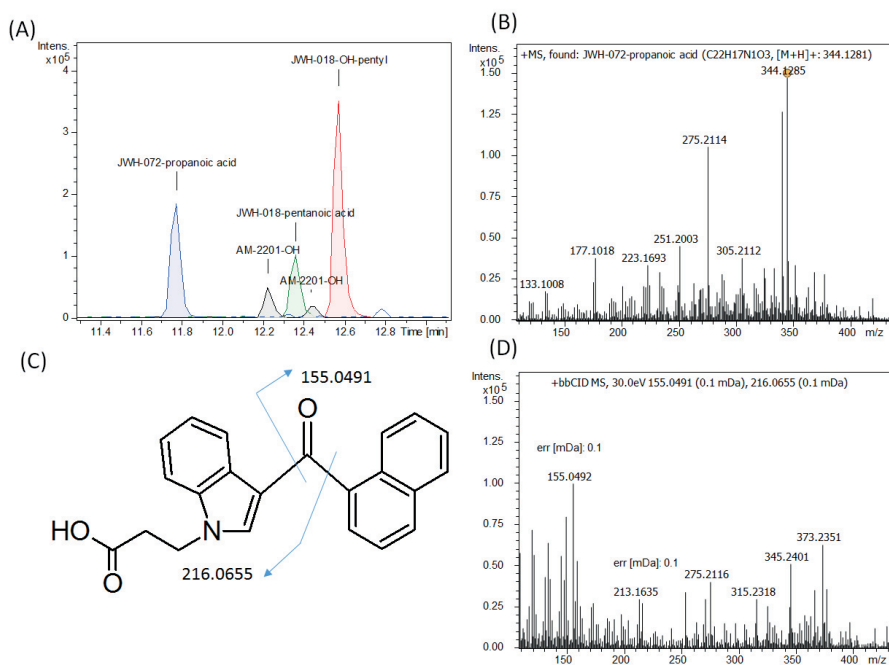 (A)
Intens.
x10⁵
4
3
2
1
0
JWH-018-OH-pentyl
JWH-072-propanoic acid
JWH-018-pentanoic acid
AM-2201-OH
AM-2201-OH
11.4 11.6 11.8 12.0 12.2 12.4 12.6 12.8 Time [min]
(B)
Intens.
x10⁵
+MS, found: JWH-072-propanoic acid (C22H17N1O3, [M+H]+: 344.1281)
344.1285
1.50
1.25
1.00
0.75
0.50
0.25
0.00
275.2114
251.2003
305.2112
223.1693
177.1018
133.1008
150 200 250 300 350 400 m/z
(C)
155.0491
O
N
HO
O
216.0655
(D)
Intens.
x10⁵
+bbCID MS, 30.0eV 155.0491 (0.1 mDa), 216.0655 (0.1 mDa)
1.50
1.25
1.00
0.75
0.50
0.25
0.00
err [mDa]: 0.1
155.0492
err [mDa]: 0.1
213.1635
275.2116
315.2318
345.2401
373.2351
150 200 250 300 350 400 m/z